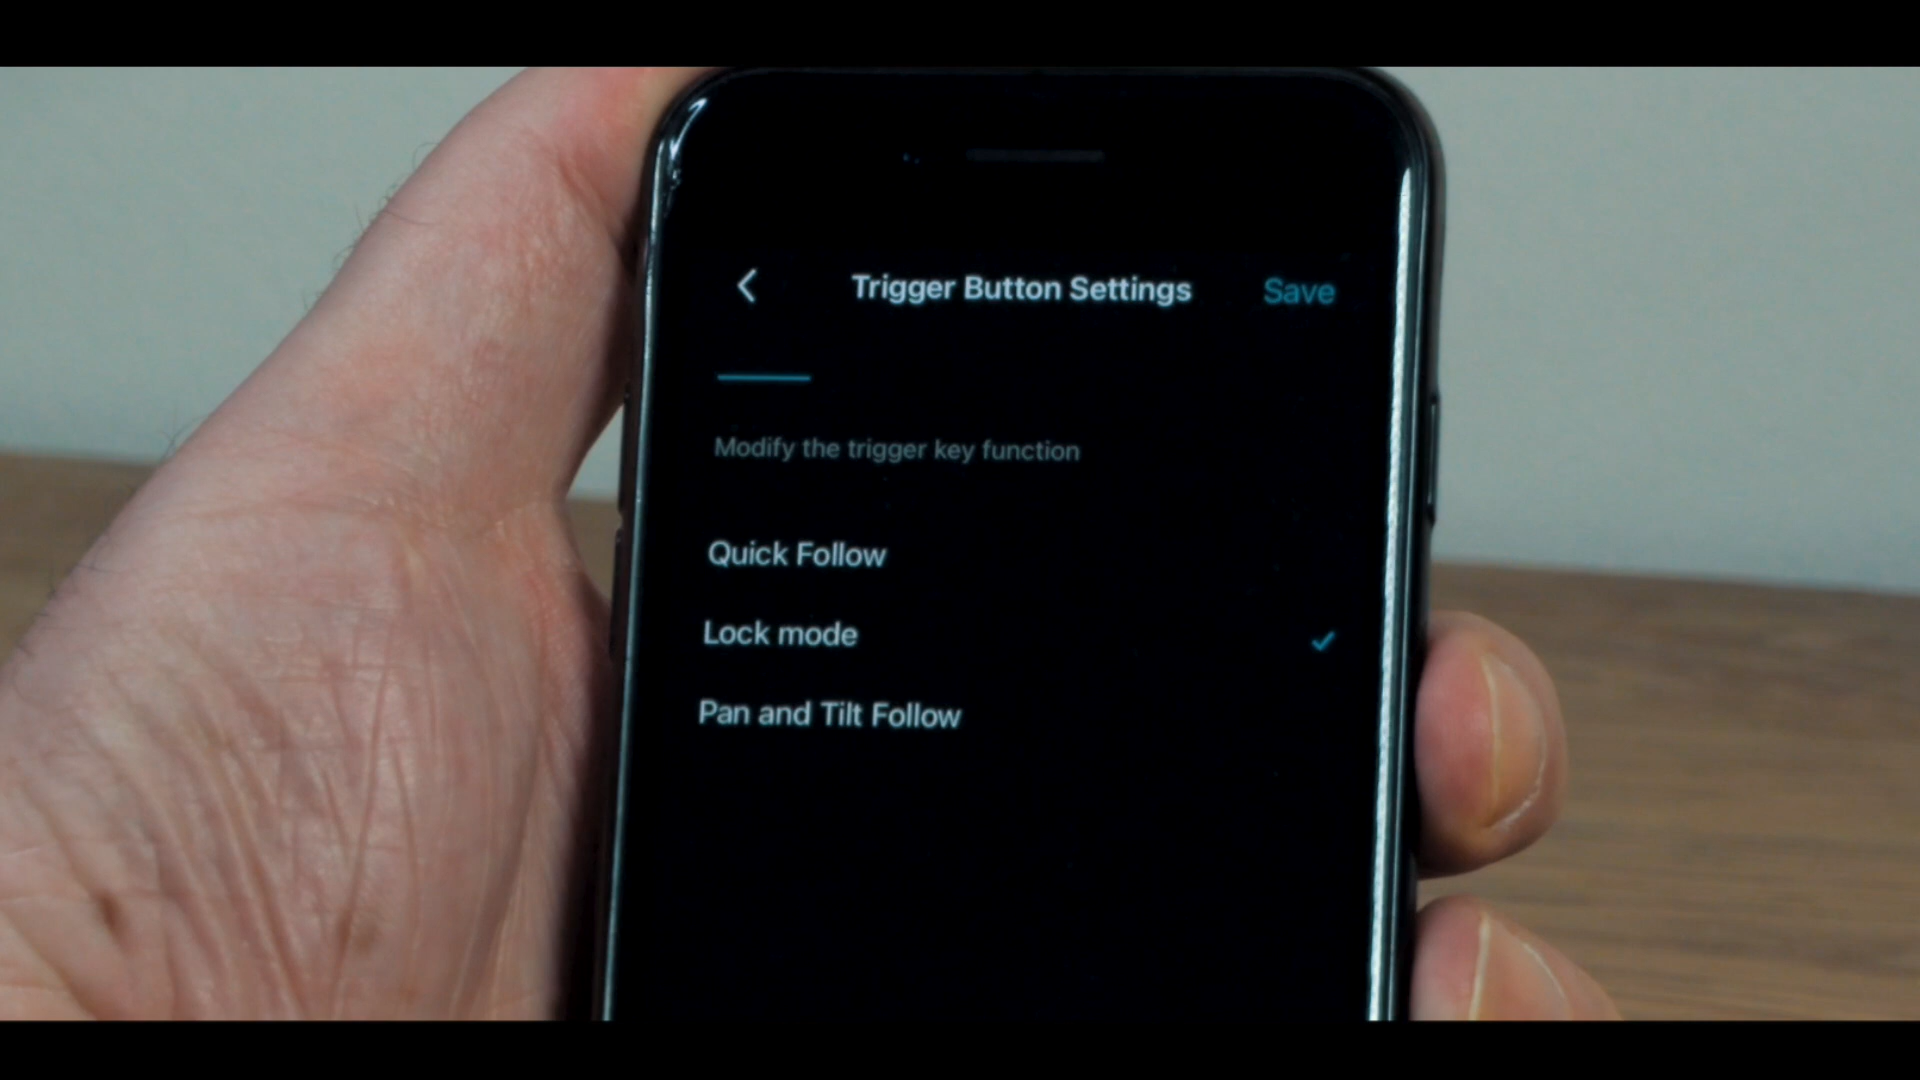 Trigger Button Settings
Save
Modify the trigger key function
Quick Follow
Lock mode
Pan and Tilt Follow